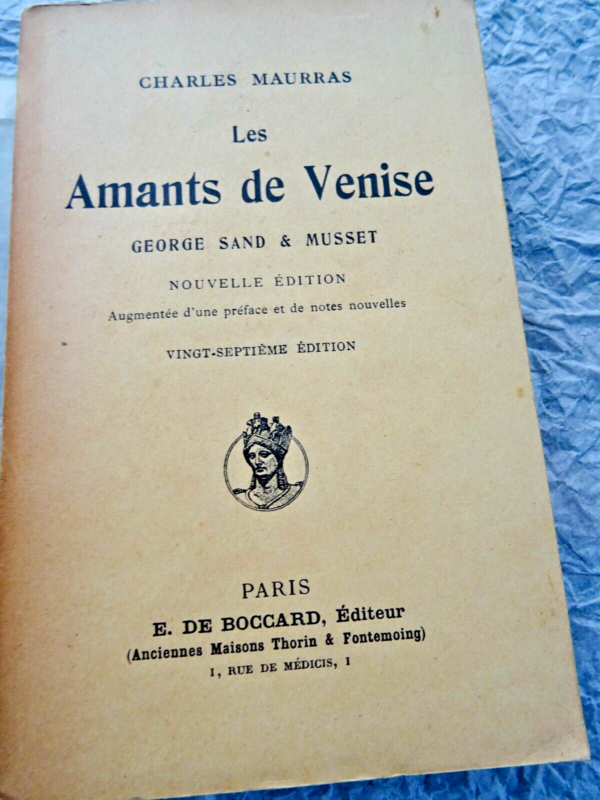 CHARLES MAURRAS
Les
Amants de Venise
GEORGE SAND & MUSSET
NOUVELLE ÉDITION
Augmentée d'une préface et de notes nouvelles
VINGT-SEPTIÈME ÉDITION
PARIS
E. DE BOCCARD, Éditeur
(Anciennes Maisons Thorin & Fontemoing)
1, RUE DE MÉDICIS, 1